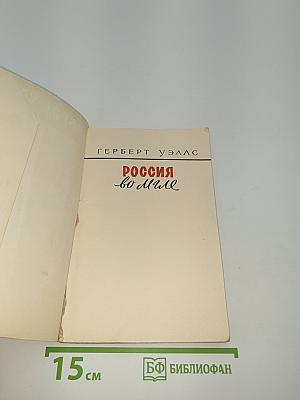 ГЕРБЕРТ УЭЛЛС
РОССИЯ
во мгле
15 см
БФ БИБЛИОФАН